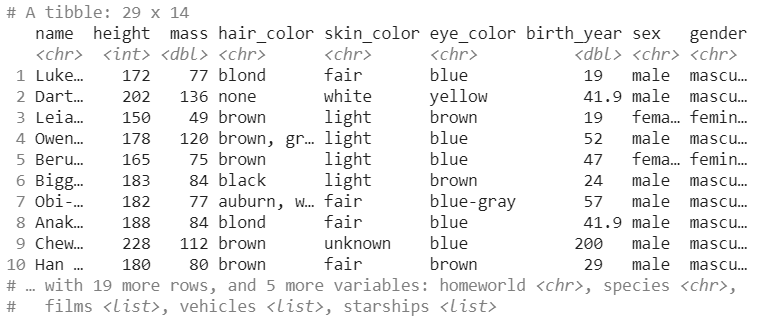 # A tibble: 29 x 14
name height mass hair_color skin_color eye_color birth_year sex gender
<chr> <int> <dbl> <chr> <chr> <chr> <dbl> <chr> <chr>
1 Luke… 172 77 blond fair blue 19 male mascu…
2 Dart… 202 136 none white yellow 41.9 male mascu…
3 Leia… 150 49 brown light brown 19 fema… femin…
4 Owen… 178 120 brown, gr… light blue 52 male mascu…
5 Beru… 165 75 brown light blue 47 fema… femin…
6 Bigg… 183 84 black light brown 24 male mascu…
7 Obi-… 182 77 auburn, w… fair blue-gray 57 male mascu…
8 Anak… 188 84 blond fair blue 41.9 male mascu…
9 Chew… 228 112 brown unknown blue 200 male mascu…
10 Han … 180 80 brown fair brown 29 male mascu…
# … with 19 more rows, and 5 more variables: homeworld <chr>, species <chr>,
# films <list>, vehicles <list>, starships <list>